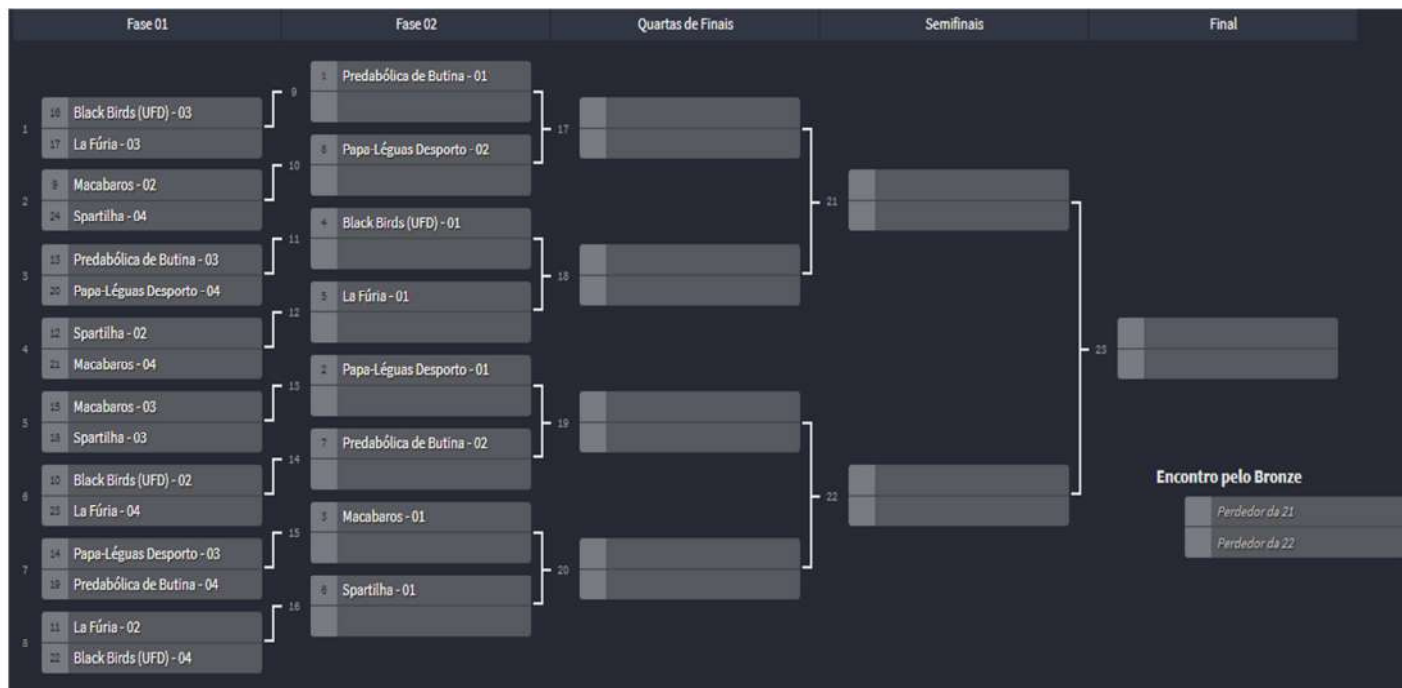 Fase 01
Fase 02
Quartas de Finais
Semifinais
Final
1
16 Black Birds (UFD) - 03
17 La Fúria - 03
2
9 Macabaros - 02
24 Spartilha - 04
3
13 Predabólica de Butina - 03
20 Papa-Léguas Desporto - 04
4
12 Spartilha - 02
21 Macabaros - 04
5
15 Macabaros - 03
18 Spartilha - 03
6
10 Black Birds (UFD) - 02
23 La Fúria - 04
7
14 Papa-Léguas Desporto - 03
19 Predabólica de Butina - 04
8
11 La Fúria - 02
22 Black Birds (UFD) - 04
9
1 Predabólica de Butina - 01
10
8 Papa-Léguas Desporto - 02
11
4 Black Birds (UFD) - 01
12
5 La Fúria - 01
13
2 Papa-Léguas Desporto - 01
14
7 Predabólica de Butina - 02
15
3 Macabaros - 01
16
6 Spartilha - 01
17
18
19
20
21
22
23
Encontro pelo Bronze
Perdedor da 21
Perdedor da 22